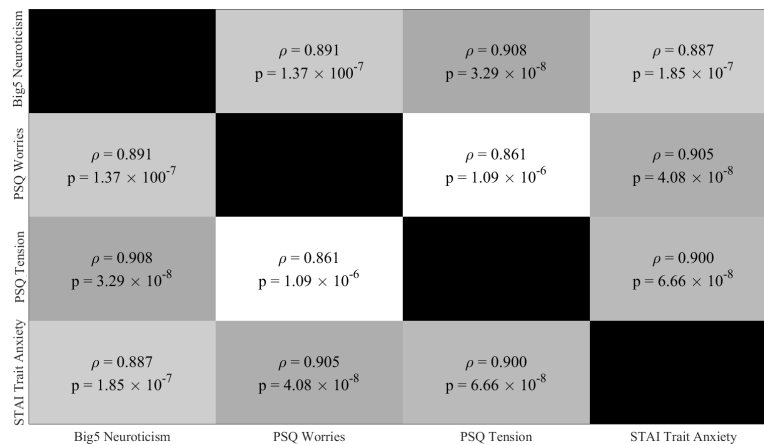 Big5 Neuroticism
ρ = 0.891
p = 1.37 × 100⁻⁷
ρ = 0.908
p = 3.29 × 10⁻⁸
ρ = 0.887
p = 1.85 × 10⁻⁷
PSQ Worries
ρ = 0.891
p = 1.37 × 100⁻⁷
ρ = 0.861
p = 1.09 × 10⁻⁶
ρ = 0.905
p = 4.08 × 10⁻⁸
PSQ Tension
ρ = 0.908
p = 3.29 × 10⁻⁸
ρ = 0.861
p = 1.09 × 10⁻⁶
ρ = 0.900
p = 6.66 × 10⁻⁸
STAI Trait Anxiety
ρ = 0.887
p = 1.85 × 10⁻⁷
ρ = 0.905
p = 4.08 × 10⁻⁸
ρ = 0.900
p = 6.66 × 10⁻⁸
Big5 Neuroticism
PSQ Worries
PSQ Tension
STAI Trait Anxiety